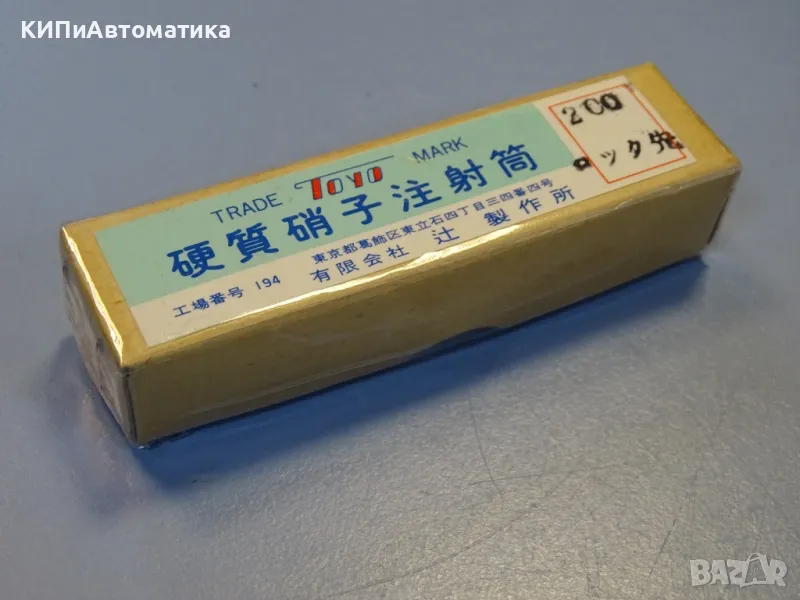 КИПиАвтоматика
TRADE TOYO MARK
硬質硝子注射筒
東京都葛飾区東立石四丁目三四番四号
工場番号 194 有限会社 辻 製作所
200
ロック先
BAZAR